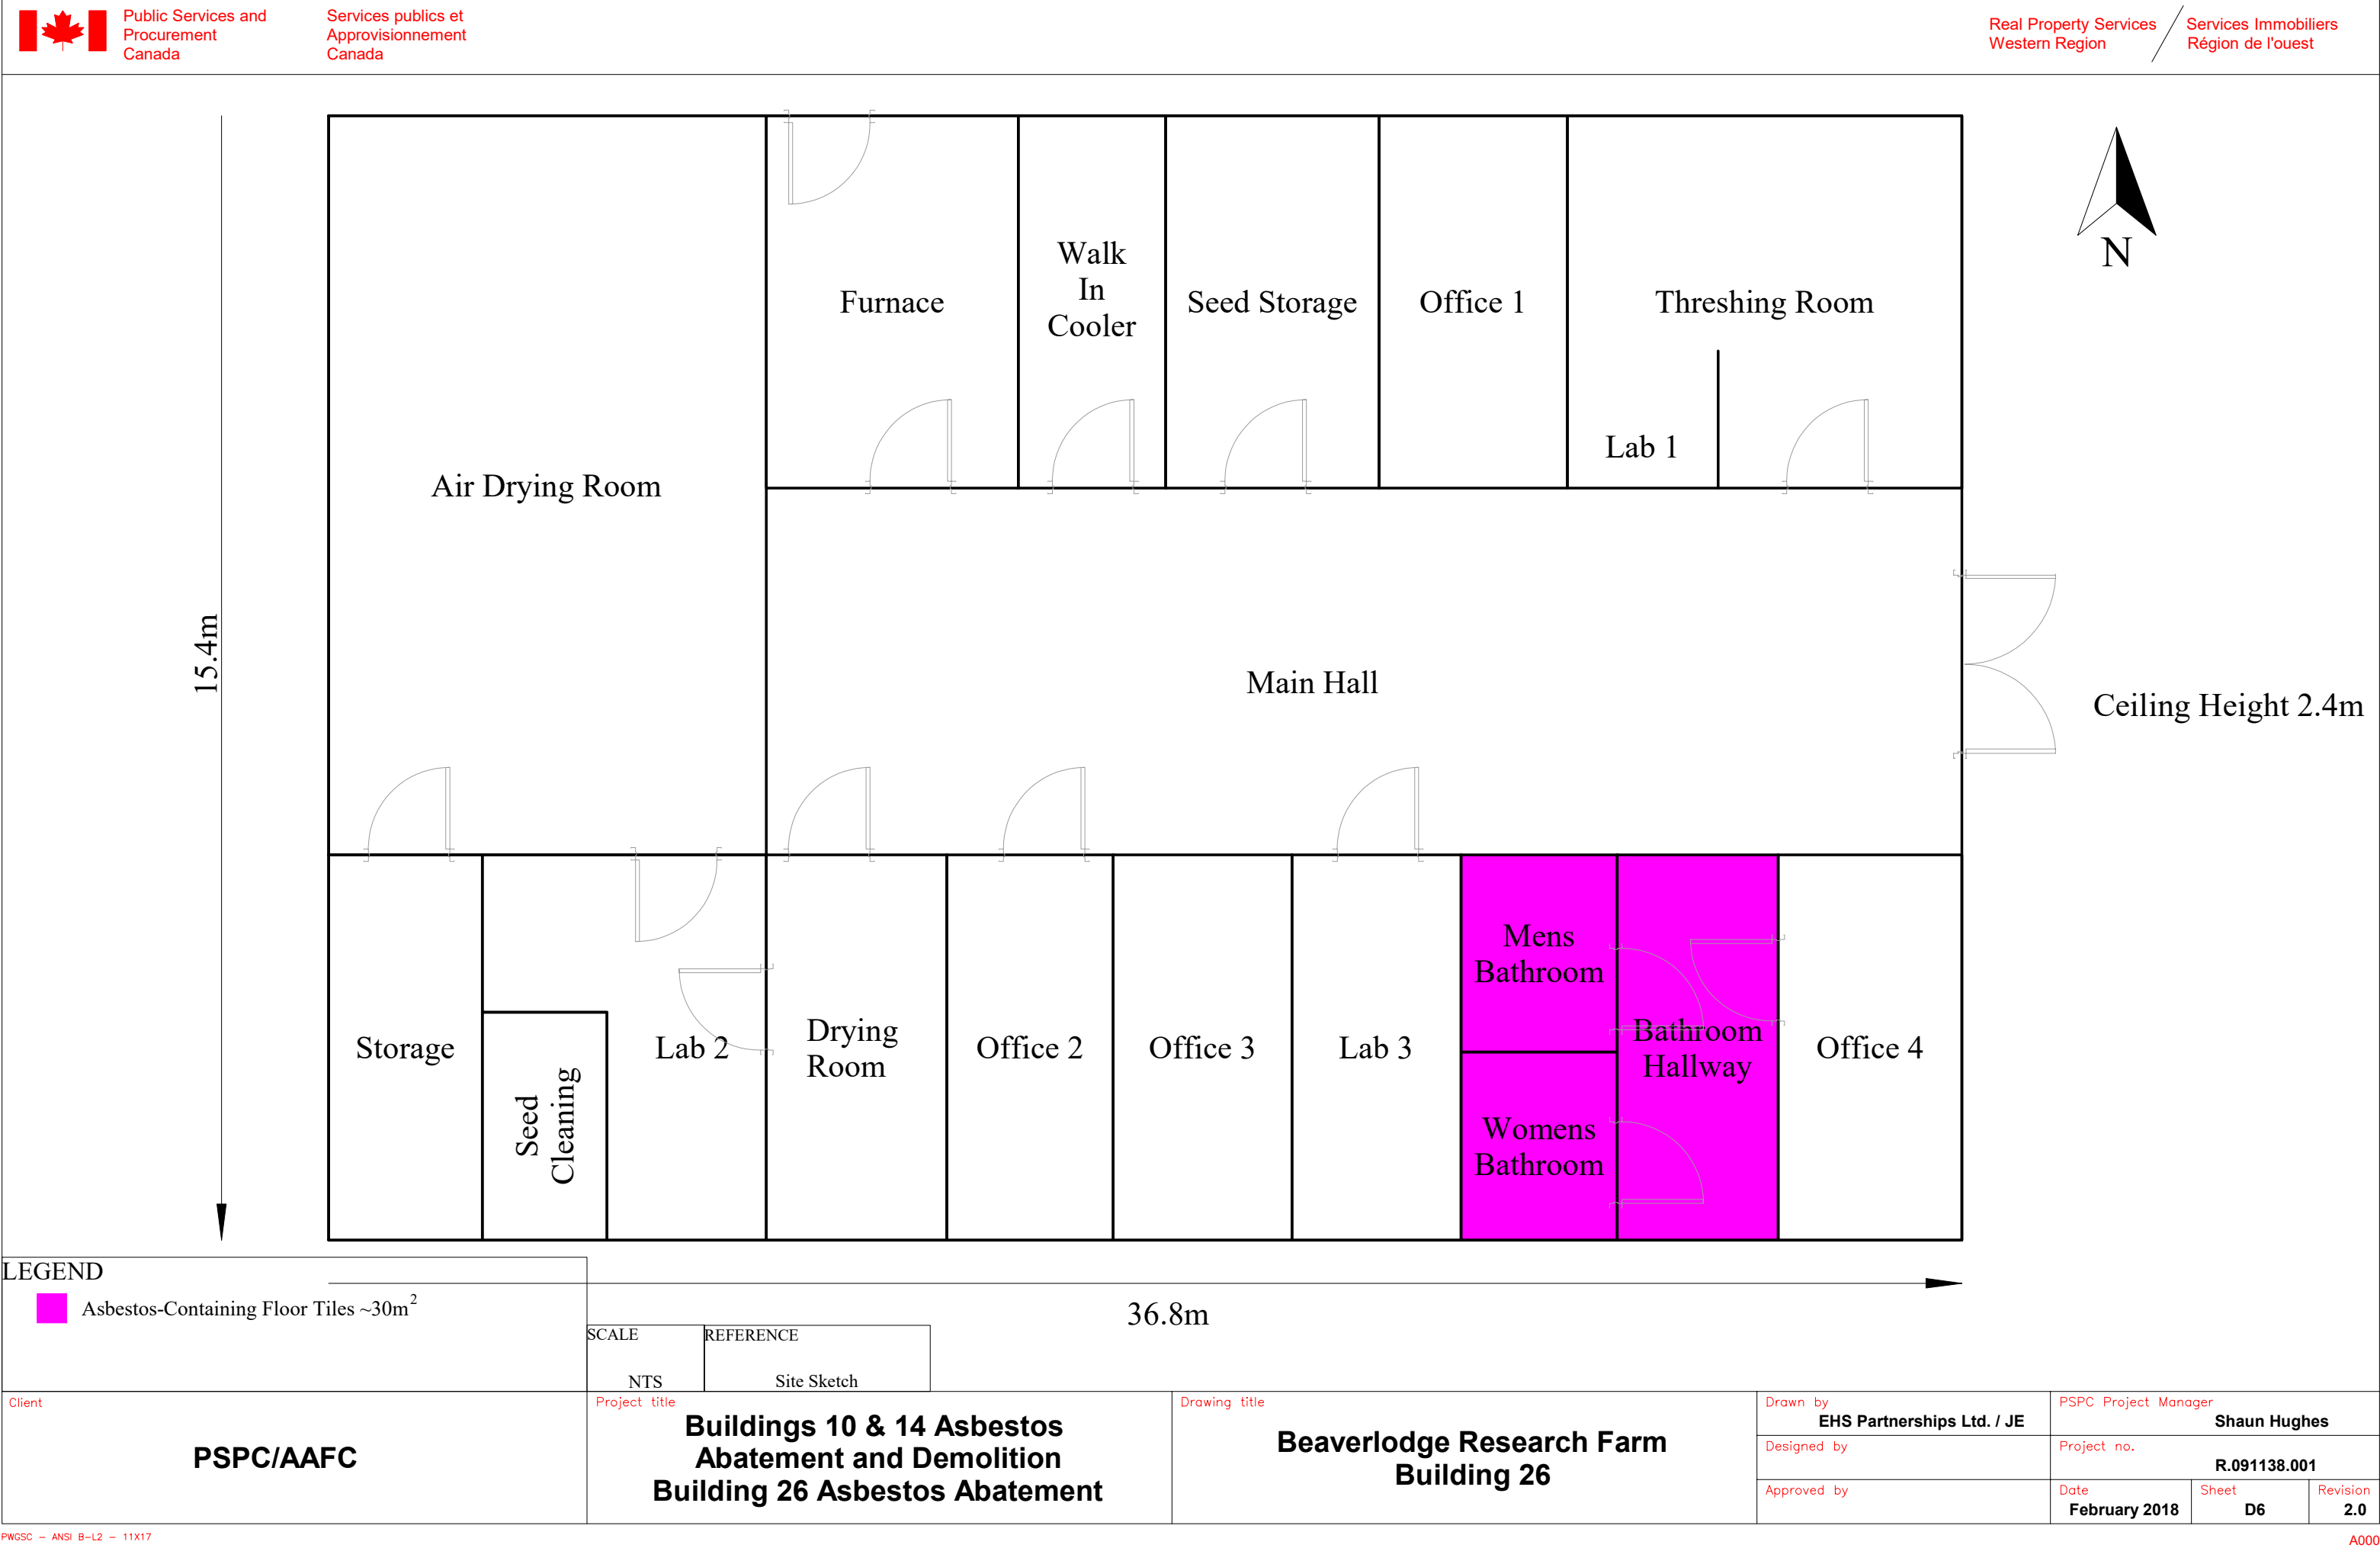 Public Services and
Procurement
Canada
Services publics et
Approvisionnement
Canada
Real Property Services
Western Region
Services Immobiliers
Région de l'ouest
N
Walk
In
Cooler
Furnace
Seed Storage
Office 1
Threshing Room
Lab 1
Air Drying Room
15.4m
Main Hall
Ceiling Height 2.4m
Mens
Bathroom
Storage
Seed
Cleaning
Lab 2
Drying
Room
Office 2
Office 3
Lab 3
Bathroom
Hallway
Office 4
Womens
Bathroom
LEGEND
Asbestos-Containing Floor Tiles ~30m2
36.8m
SCALE
NTS
REFERENCE
Site Sketch
Client
PSPC/AAFC
Project title
Buildings 10 & 14 Asbestos
Abatement and Demolition
Building 26 Asbestos Abatement
Drawing title
Beaverlodge Research Farm
Building 26
Drawn by
EHS Partnerships Ltd. / JE
Designed by
Approved by
PSPC Project Manager
Shaun Hughes
Project no.
R.091138.001
Date
February 2018
Sheet
D6
Revision
2.0
PWGSC - ANSI B-L2 - 11X17
A000